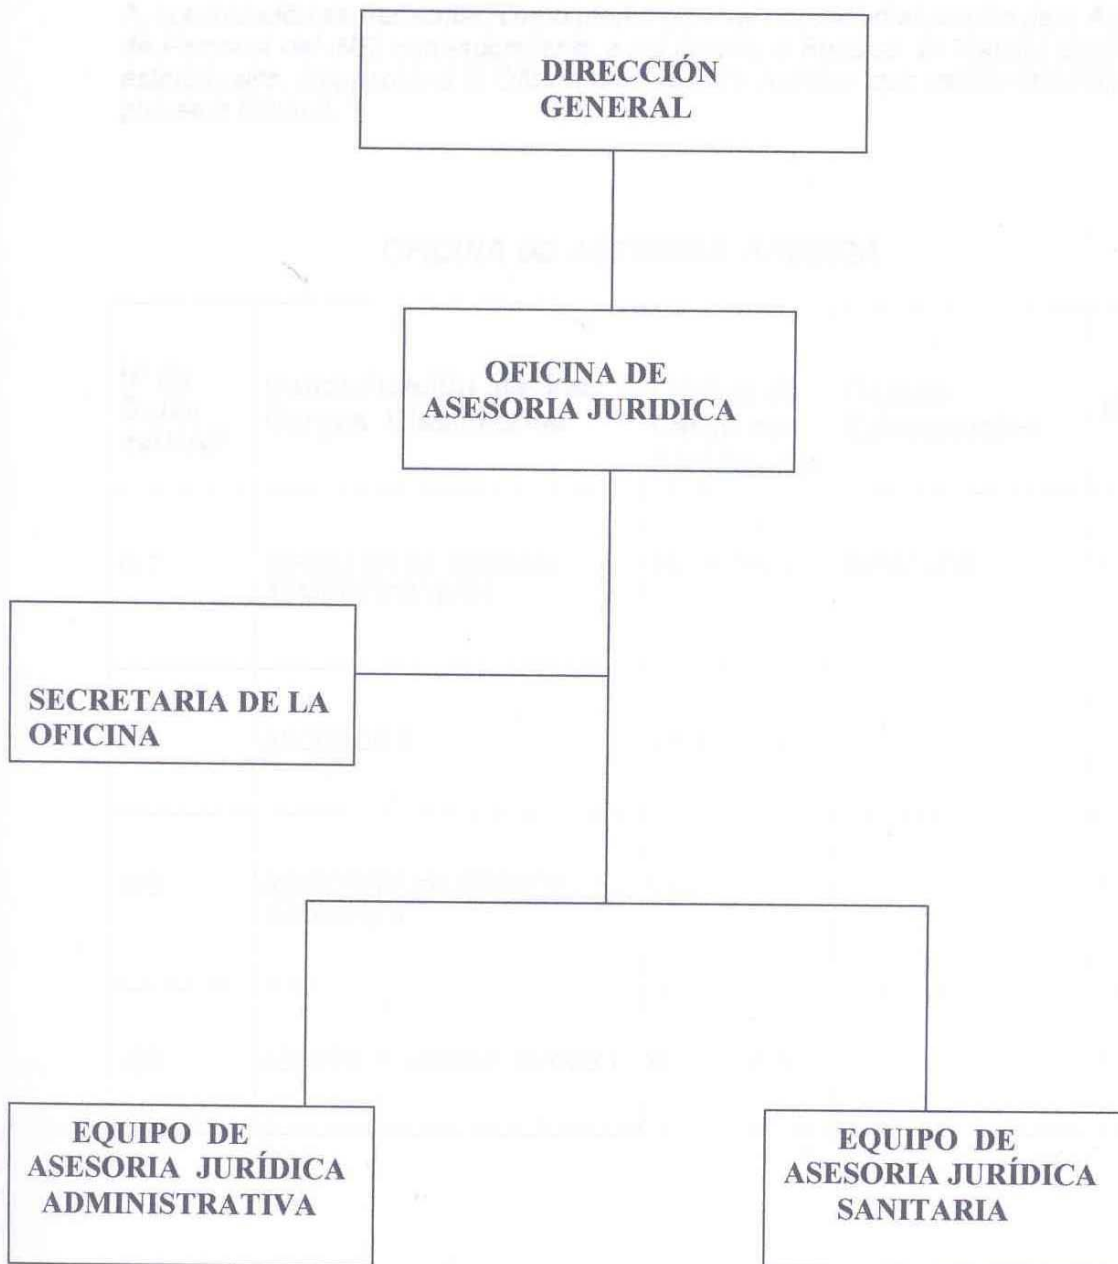 DIRECCIÓN
GENERAL
OFICINA DE
ASESORIA JURIDICA
SECRETARIA DE LA
OFICINA
EQUIPO DE
ASESORIA JURÍDICA
ADMINISTRATIVA
EQUIPO DE
ASESORIA JURÍDICA
SANITARIA